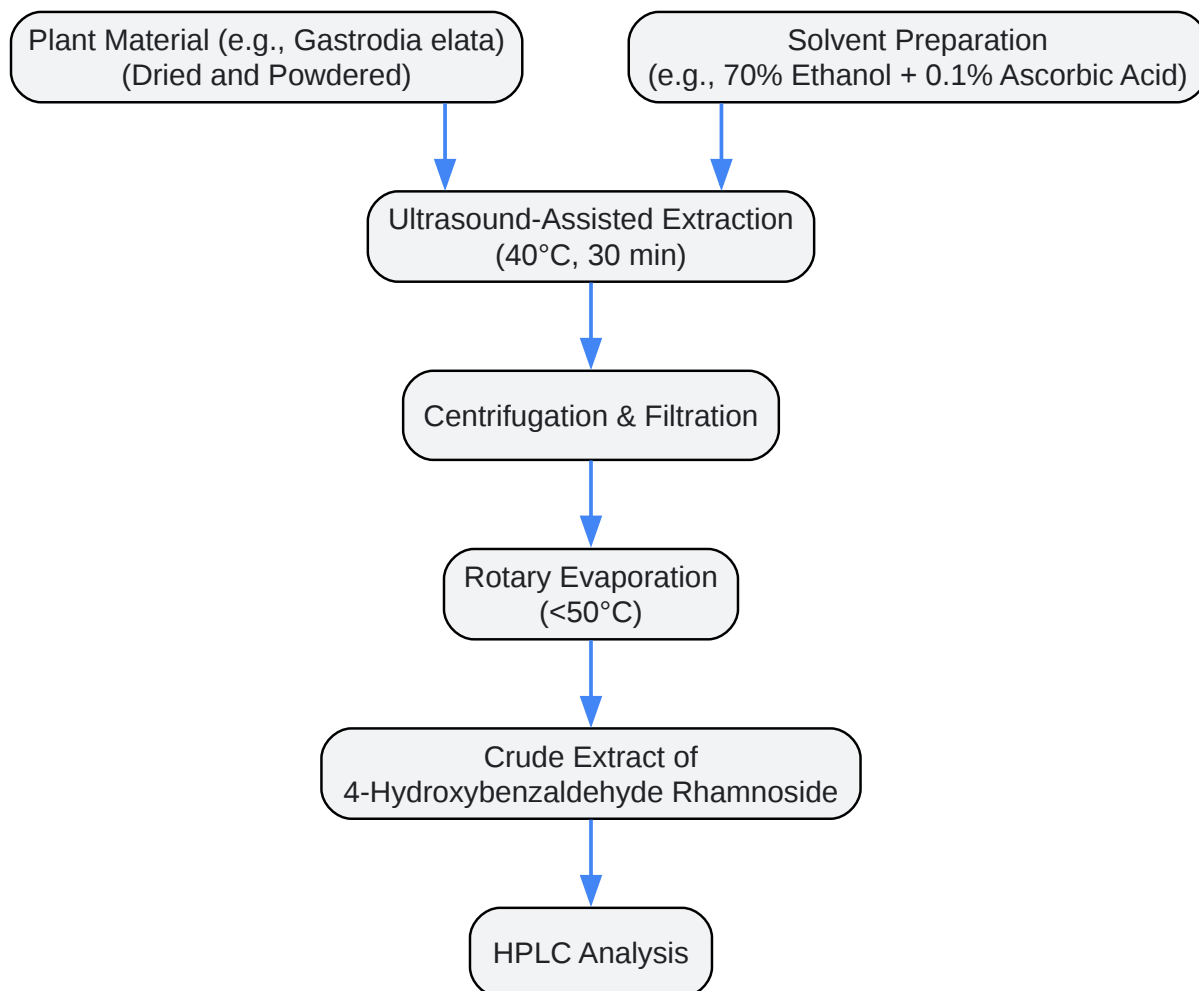 Plant Material (e.g., Gastrodia elata)
(Dried and Powdered)
Solvent Preparation
(e.g., 70% Ethanol + 0.1% Ascorbic Acid)
Ultrasound-Assisted Extraction
(40°C, 30 min)
Centrifugation & Filtration
Rotary Evaporation
(<50°C)
Crude Extract of
4-Hydroxybenzaldehyde Rhamnoside
HPLC Analysis